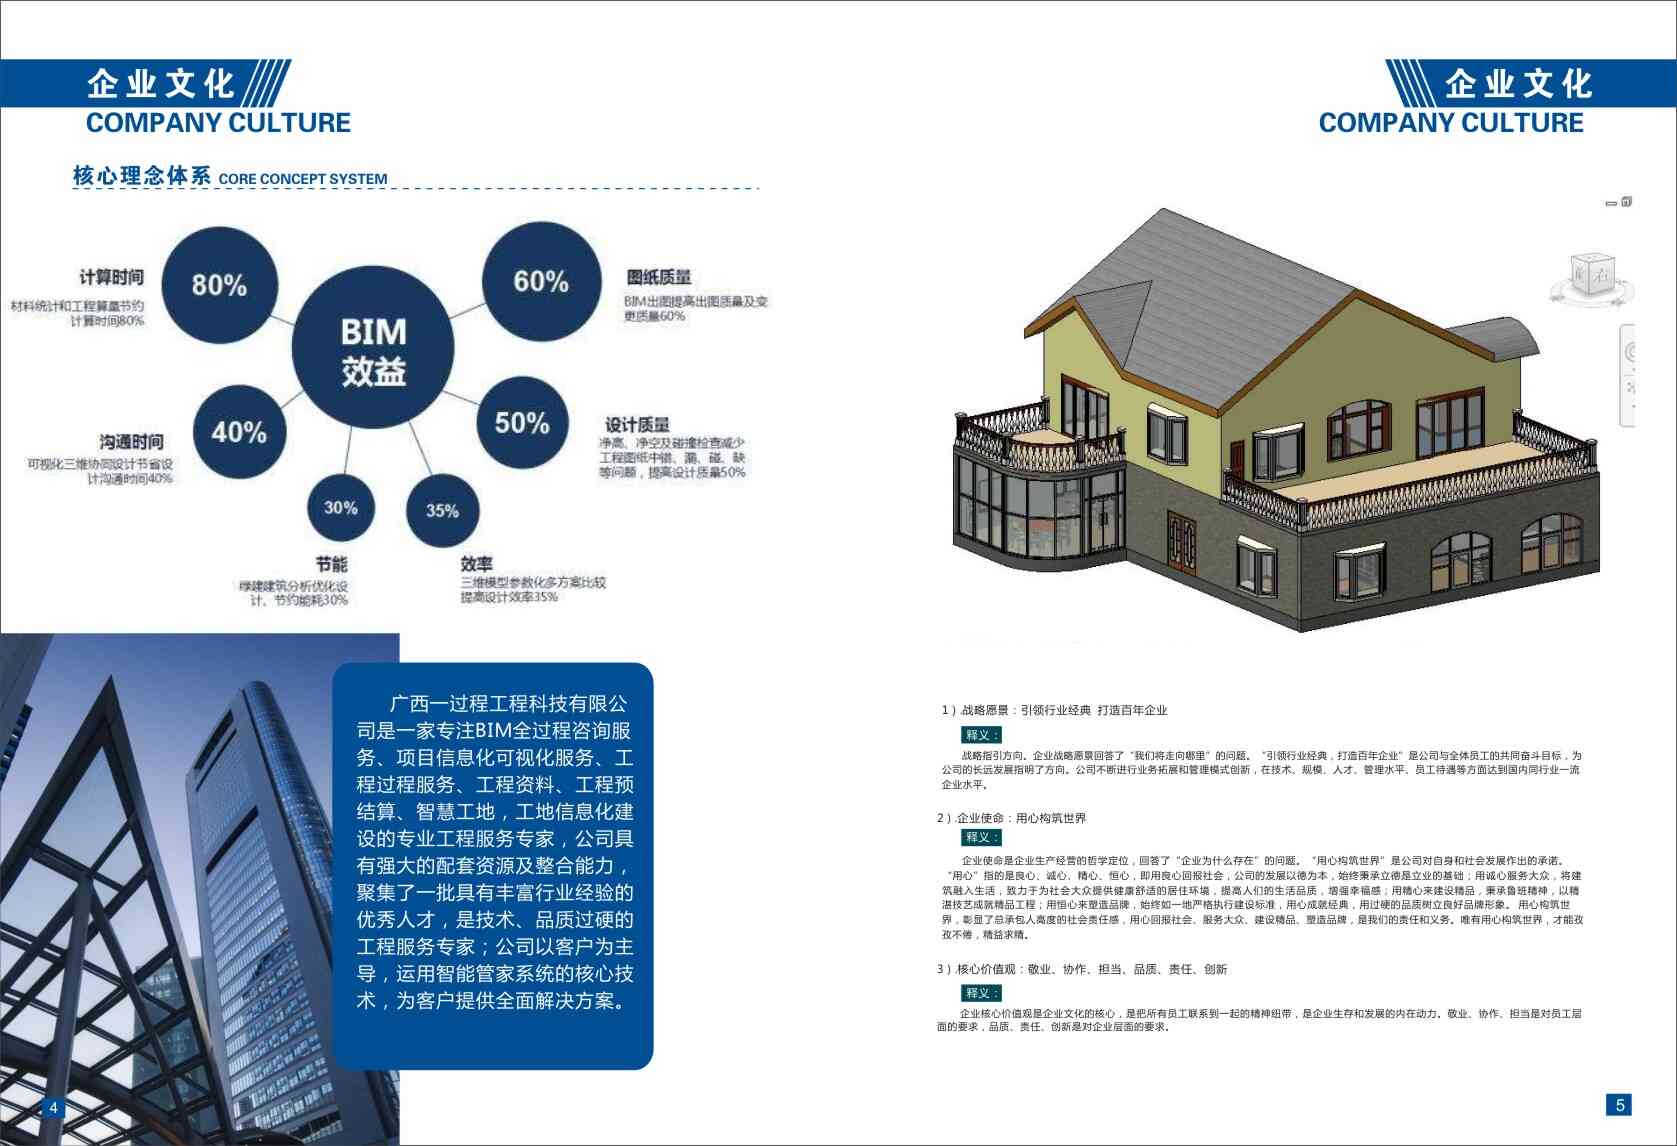 企业文化
COMPANY CULTURE
核心理念体系 CORE CONCEPT SYSTEM
计算时间
材料统计和工程算量节约
计算时间80%
80%
BIM
效益
60%
图纸质量
BIM出图提高出图质量及变
更质量60%
沟通时间
可视化三维协同设计节省设
计沟通时间40%
40%
50%
设计质量
净高、净空及碰撞检查减少
工程图纸中错、漏、碰、缺
等问题，提高设计质量50%
30%
节能
绿建建筑分析优化设
计、节约能耗30%
35%
效率
三维模型参数化多方案比较
提高设计效率35%
广西一过程工程科技有限公
司是一家专注BIM全过程咨询服
务、项目信息化可视化服务、工
程过程服务、工程资料、工程预
结算、智慧工地，工地信息化建
设的专业工程服务专家，公司具
有强大的配套资源及整合能力，
聚集了一批具有丰富行业经验的
优秀人才，是技术、品质过硬的
工程服务专家；公司以客户为主
导，运用智能管家系统的核心技
术，为客户提供全面解决方案。
4
企业文化
COMPANY CULTURE
前 右
1）.战略愿景：引领行业经典 打造百年企业
释义：
战略指引方向。企业战略愿景回答了“我们将走向哪里”的问题。“引领行业经典，打造百年企业”是公司与全体员工的共同奋斗目标，为
公司的长远发展指明了方向。公司不断进行业务拓展和管理模式创新，在技术、规模、人才、管理水平、员工待遇等方面达到国内同行业一流
企业水平。
2）.企业使命：用心构筑世界
释义：
企业使命是企业生产经营的哲学定位，回答了“企业为什么存在”的问题。“用心构筑世界”是公司对自身和社会发展作出的承诺。
“用心”指的是良心、诚心、精心、恒心，即用良心回报社会，公司的发展以德为本，始终秉承立德是立业的基础；用诚心服务大众，将建
筑融入生活，致力于为社会大众提供健康舒适的居住环境，提高人们的生活品质，增强幸福感；用精心来建设精品，秉承鲁班精神，以精
湛技艺成就精品工程；用恒心来塑造品牌，始终如一地严格执行建设标准，用心成就经典，用过硬的品质树立良好品牌形象。 用心构筑世
界，彰显了总承包人高度的社会责任感，用心回报社会、服务大众、建设精品、塑造品牌，是我们的责任和义务。唯有用心构筑世界，才能孜
孜不倦，精益求精。
3）.核心价值观：敬业、协作、担当、品质、责任、创新
释义：
企业核心价值观是企业文化的核心，是把所有员工联系到一起的精神纽带，是企业生存和发展的内在动力。敬业、协作、担当是对员工层
面的要求，品质、责任、创新是对企业层面的要求。
5